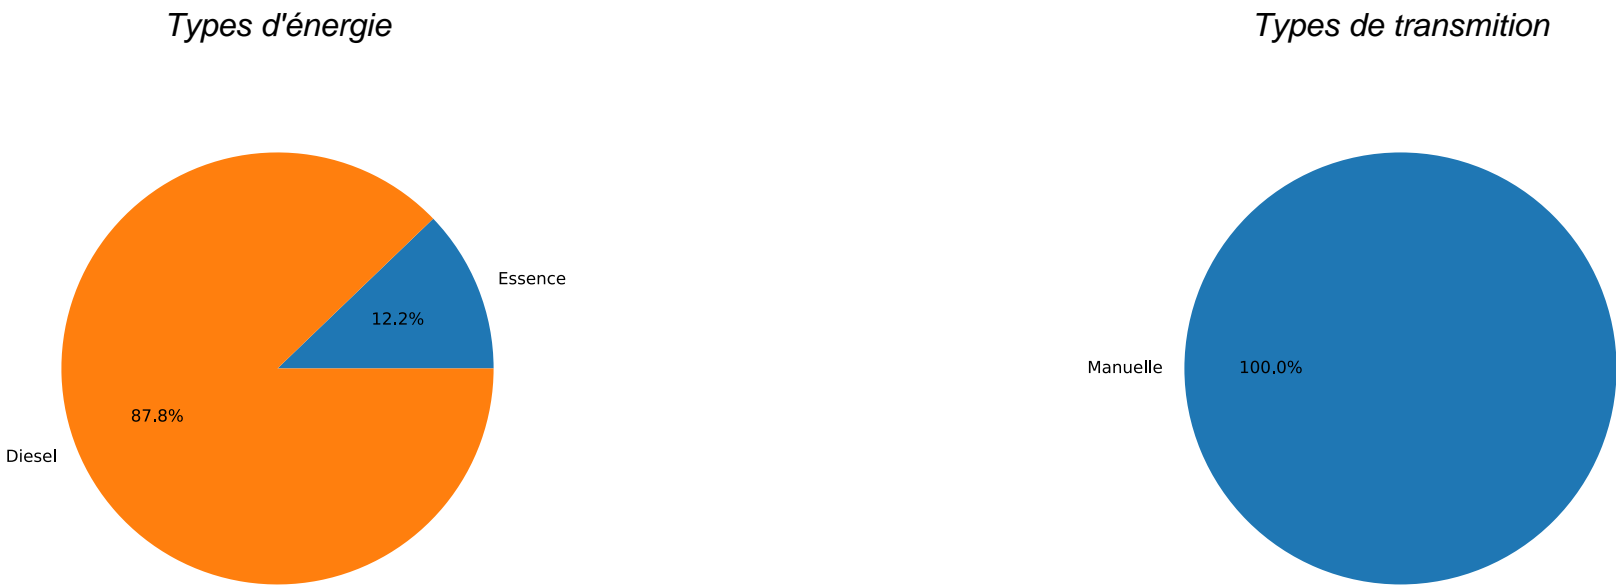 Types d'énergie
Types de transmition
Essence
12.2%
87.8%
Diesel
Manuelle
100.0%